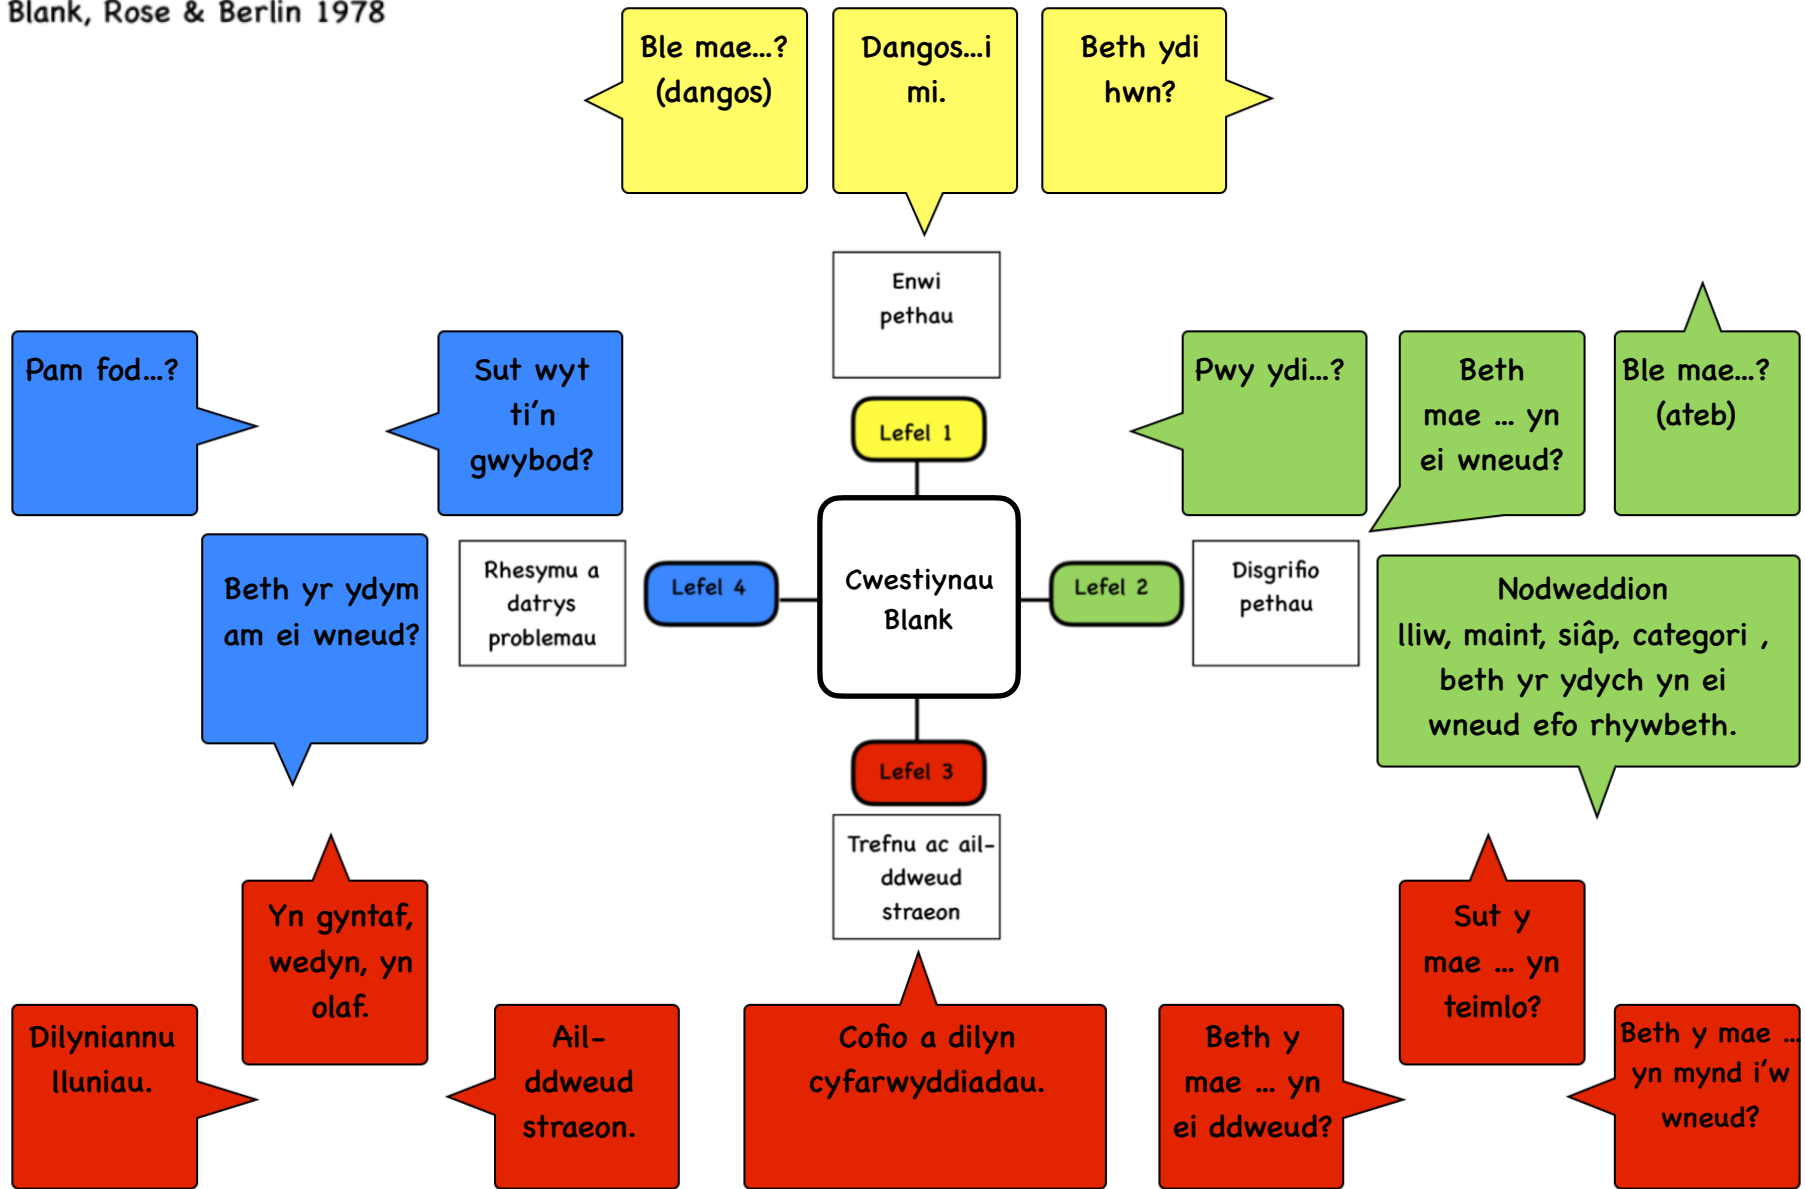 Blank, Rose & Berlin 1978
Ble mae...?
(dangos)
Dangos...i
mi.
Beth ydi
hwn?
Enwi
pethau
Lefel 1
Pam fod...?
Sut wyt
ti'n
gwybod?
Beth yr ydym
am ei wneud?
Rhesymu a
datrys
problemau
Lefel 4
Cwestiynau
Blank
Lefel 2
Disgrifio
pethau
Pwy ydi...?
Beth
mae ... yn
ei wneud?
Ble mae...?
(ateb)
Nodweddion
lliw, maint, siâp, categori ,
beth yr ydych yn ei
wneud efo rhywbeth.
Lefel 3
Trefnu ac ail-
ddweud
straeon
Dilyniannu
lluniau.
Yn gyntaf,
wedyn, yn
olaf.
Ail-
ddweud
straeon.
Cofio a dilyn
cyfarwyddiadau.
Beth y
mae ... yn
ei ddweud?
Sut y
mae ... yn
teimlo?
Beth y mae ...
yn mynd i'w
wneud?